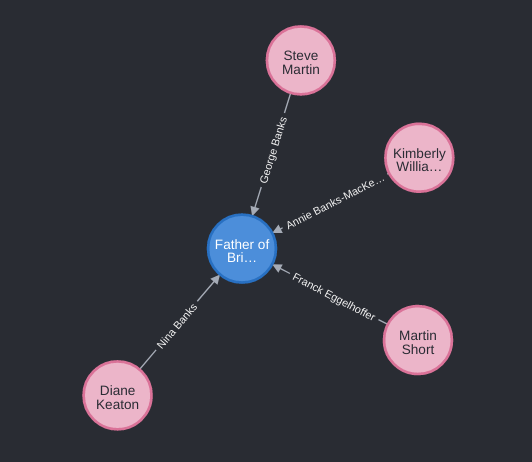 Steve
Martin
George Banks
Kimberly
Willia…
Annie Banks-MacKe…
Father of
Bri…
Franck Eggelhoffer
Nina Banks
Martin
Short
Diane
Keaton